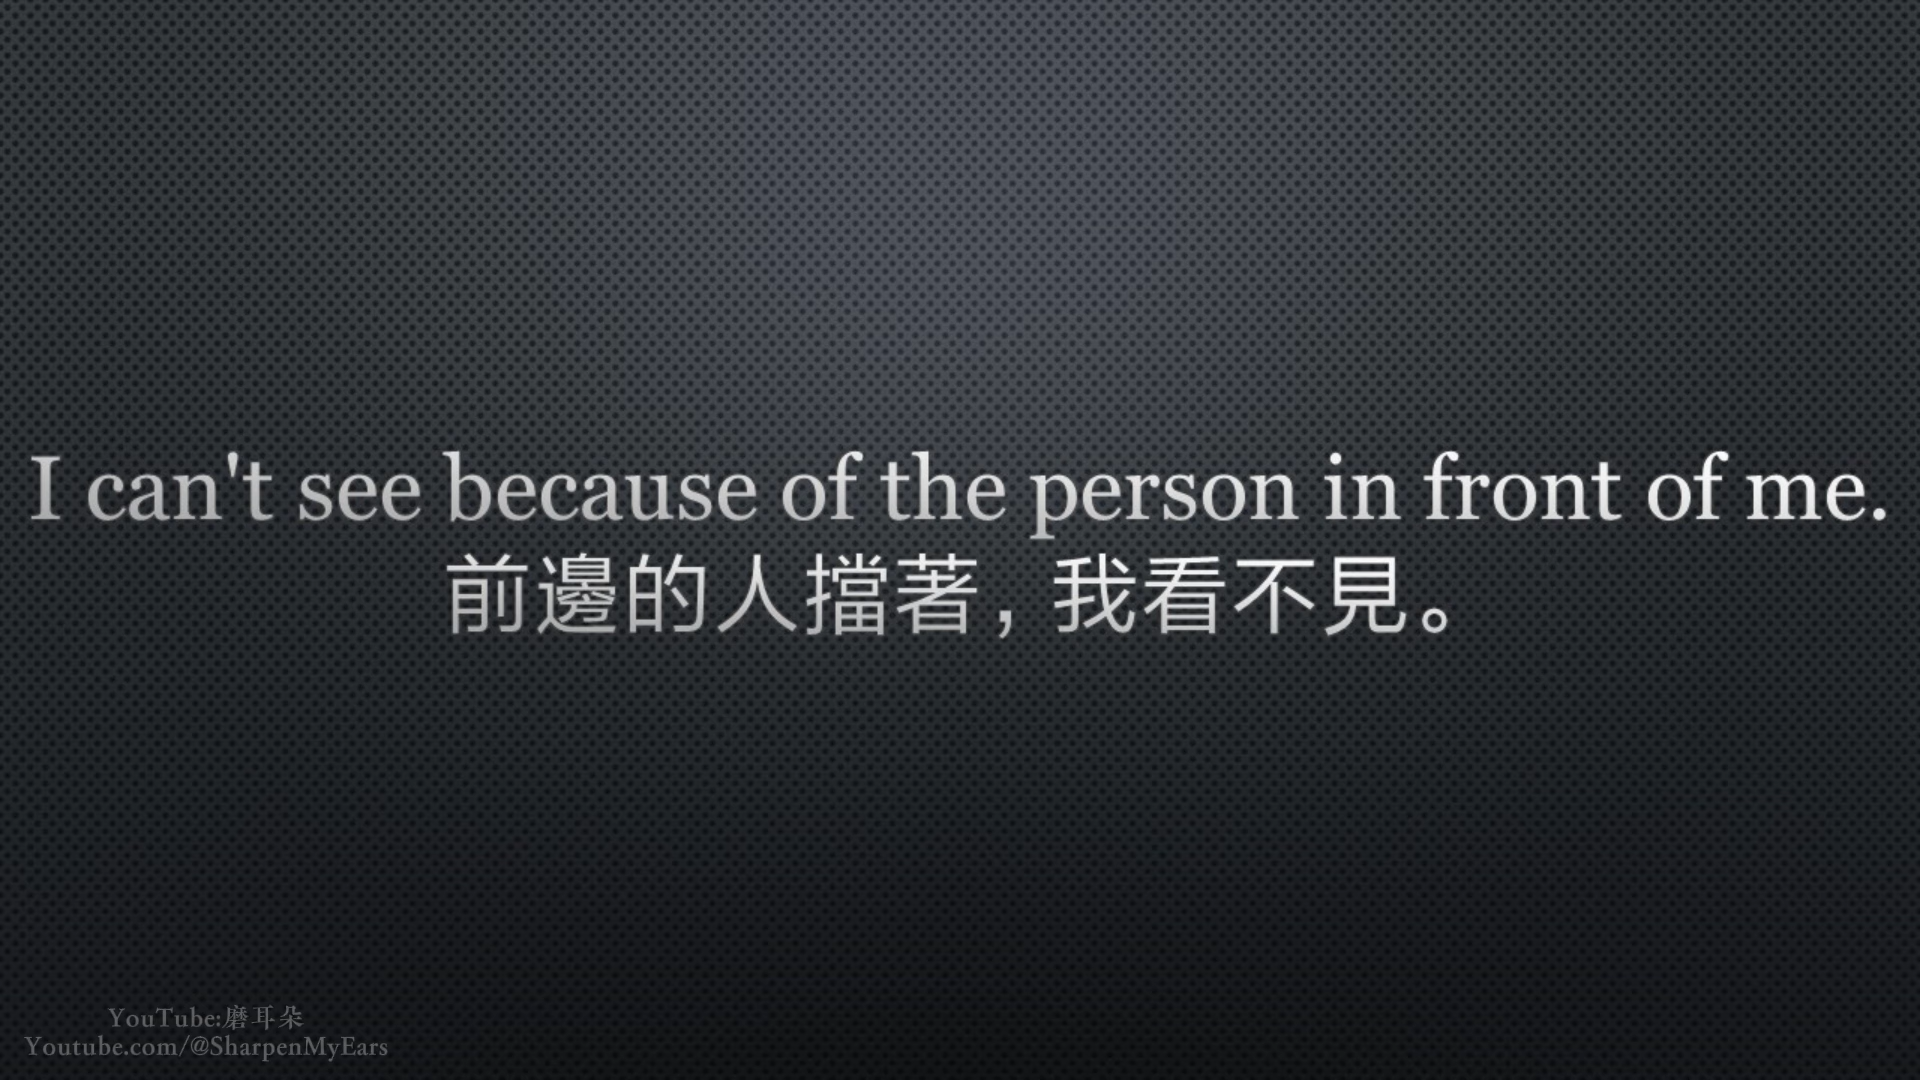 I can't see because of the person in front of me.
前邊的人擋著，我看不見。
YouTube:磨耳朵
Youtube.com/@SharpenMyEars